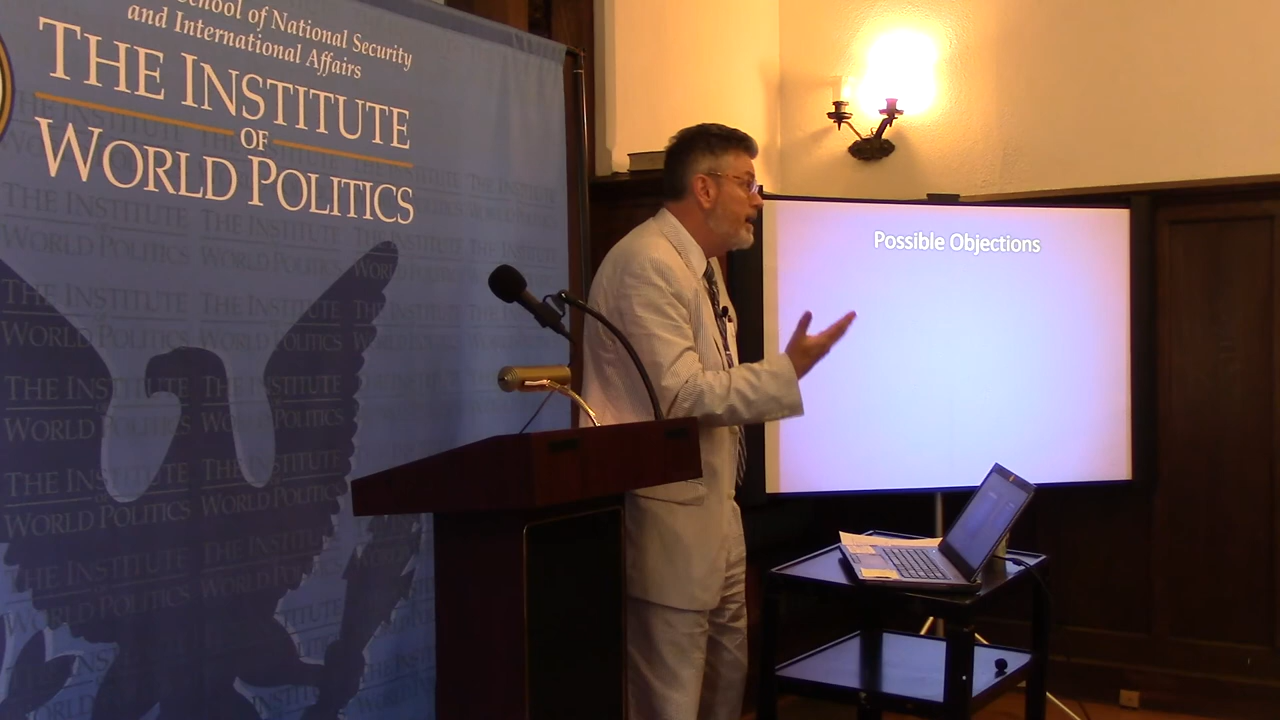 School of National Security
and International Affairs
THE INSTITUTE
OF
WORLD POLITICS
Possible Objections